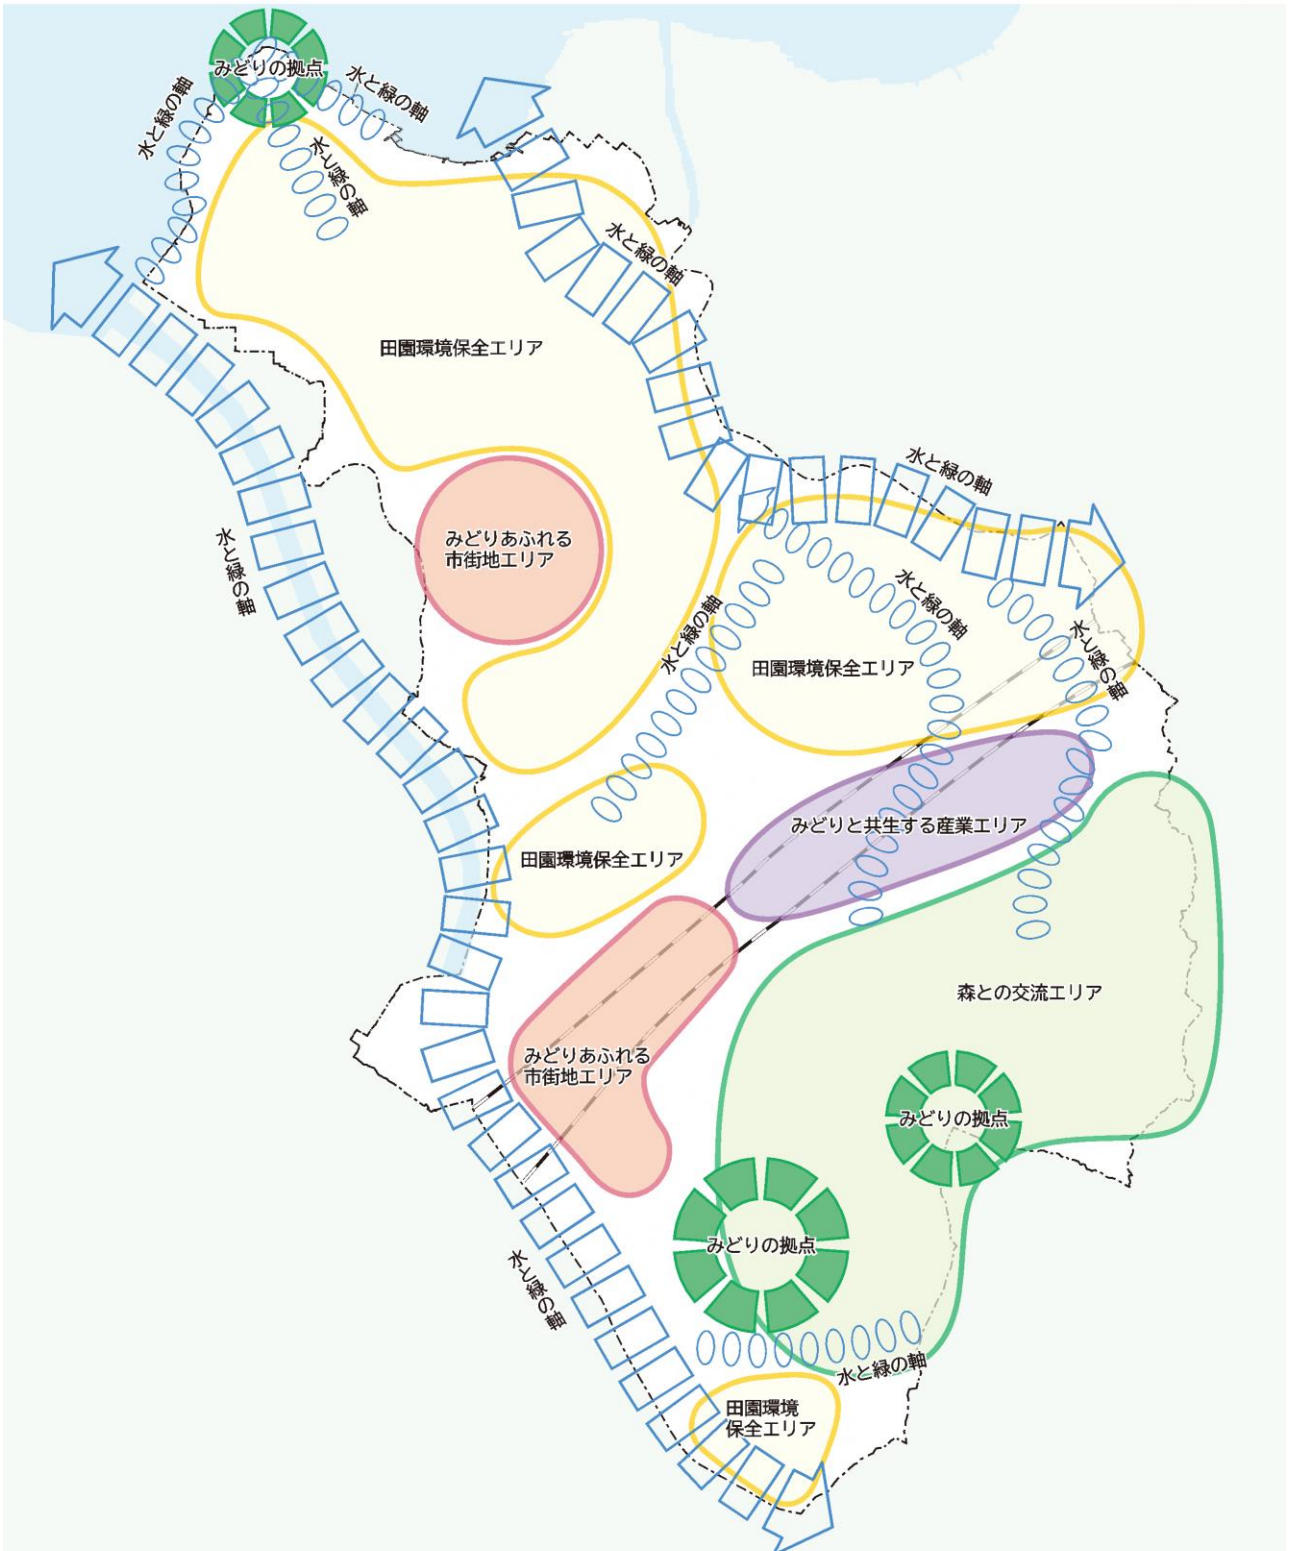 みどりの拠点
水と緑の軸
水と緑の軸
水と緑の軸
水と緑の軸
田園環境保全エリア
水と緑の軸
みどりあふれる
市街地エリア
水と緑の軸
水と緑の軸
水と緑の軸
水と緑の軸
田園環境保全エリア
みどりと共生する産業エリア
田園環境保全エリア
森との交流エリア
みどりあふれる
市街地エリア
みどりの拠点
みどりの拠点
水と緑の軸
水と緑の軸
田園環境
保全エリア